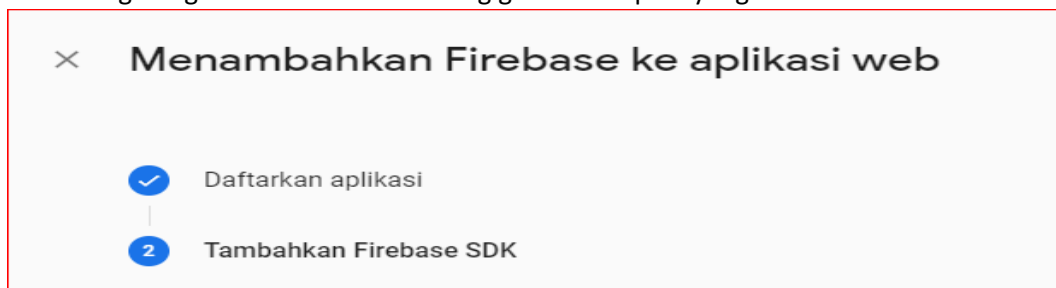 Menambahkan Firebase ke aplikasi web
Daftarkan aplikasi
2 Tambahkan Firebase SDK